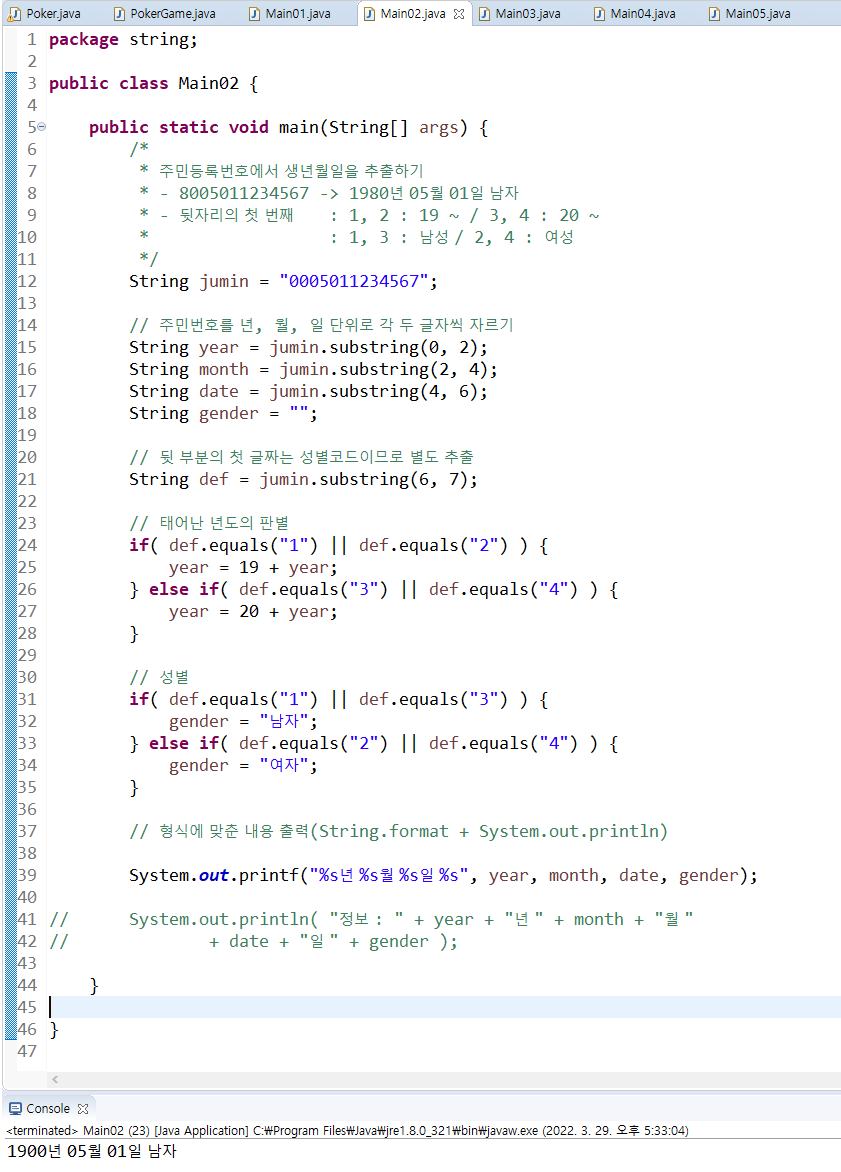 Poker.java PokerGame.java Main01.java Main02.java Main03.java Main04.java Main05.java
1 package string;
2
3 public class Main02 {
4
5 public static void main(String[] args) {
6 /*
7 * 주민등록번호에서 생년월일을 추출하기
8 * - 8005011234567 -> 1980년 05월 01일 남자
9 * - 뒷자리의 첫 번째 : 1, 2 : 19 ~ / 3, 4 : 20 ~
10 * : 1, 3 : 남성 / 2, 4 : 여성
11 */
12 String jumin = "0005011234567";
13
14 // 주민번호를 년, 월, 일 단위로 각 두 글자씩 자르기
15 String year = jumin.substring(0, 2);
16 String month = jumin.substring(2, 4);
17 String date = jumin.substring(4, 6);
18 String gender = "";
19
20 // 뒷 부분의 첫 글짜는 성별코드이므로 별도 추출
21 String def = jumin.substring(6, 7);
22
23 // 태어난 년도의 판별
24 if( def.equals("1") || def.equals("2") ) {
25 year = 19 + year;
26 } else if( def.equals("3") || def.equals("4") ) {
27 year = 20 + year;
28 }
29
30 // 성별
31 if( def.equals("1") || def.equals("3") ) {
32 gender = "남자";
33 } else if( def.equals("2") || def.equals("4") ) {
34 gender = "여자";
35 }
36
37 // 형식에 맞춘 내용 출력(String.format + System.out.println)
38
39 System.out.printf("%s년 %s월 %s일 %s", year, month, date, gender);
40
41 // System.out.println( "정보 : " + year + "년 " + month + "월 "
42 // + date + "일 " + gender );
43
44 }
45
46 }
47
Console
<terminated> Main02 (23) [Java Application] C:₩Program Files₩Java₩jre1.8.0_321₩bin₩javaw.exe (2022. 3. 29. 오후 5:33:04)
1900년 05월 01일 남자